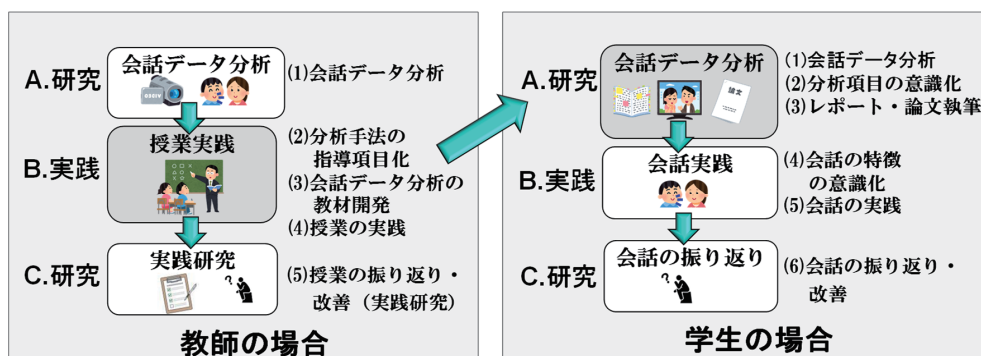 A.研究
会話データ分析
(1)会話データ分析
B.実践
授業実践
(2)分析手法の
指導項目化
(3)会話データ分析の
教材開発
(4)授業の実践
C.研究
実践研究
(5)授業の振り返り・
改善（実践研究）
教師の場合
A.研究
会話データ分析
論文
(1)会話データ分析
(2)分析項目の意識化
(3)レポート・論文執筆
B.実践
会話実践
(4)会話の特徴
の意識化
(5)会話の実践
C.研究
会話の振り返り
(6)会話の振り返り・
改善
学生の場合